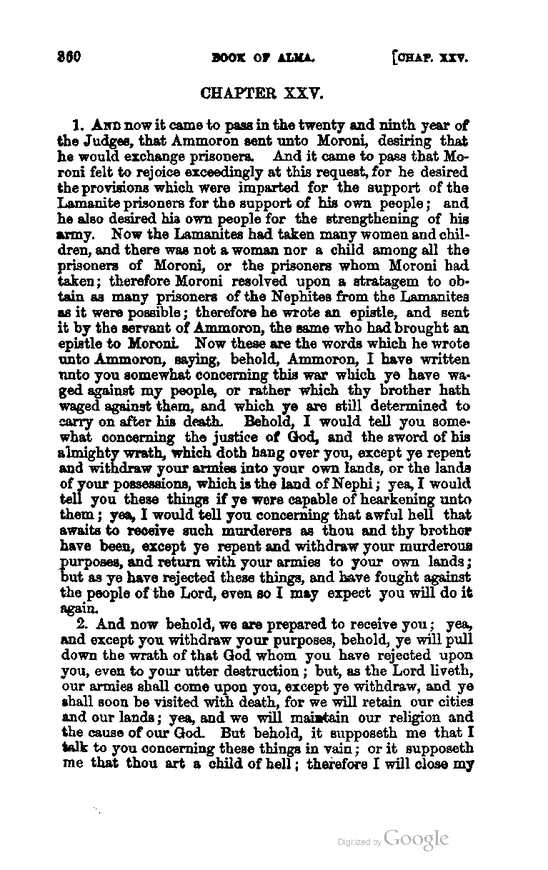 360 BOOK OF ALMA. [CHAP. XXV.
CHAPTER XXV.
1. AND now it came to pass in the twenty and ninth year of
the Judges, that Ammoron sent unto Moroni, desiring that
he would exchange prisoners. And it came to pass that Mo-
roni felt to rejoice exceedingly at this request, for he desired
the provisions which were imparted for the support of the
Lamanite prisoners for the support of his own people; and
he also desired his own people for the strengthening of his
army. Now the Lamanites had taken many women and chil-
dren, and there was not a woman nor a child among all the
prisoners of Moroni, or the prisoners whom Moroni had
taken; therefore Moroni resolved upon a stratagem to ob-
tain as many prisoners of the Nephites from the Lamanites
as it were possible; therefore he wrote an epistle, and sent
it by the servant of Ammoron, the same who had brought an
epistle to Moroni. Now these are the words which he wrote
unto Ammoron, saying, behold, Ammoron, I have written
unto you somewhat concerning this war which ye have wa-
ged against my people, or rather which thy brother hath
waged against them, and which ye are still determined to
carry on after his death. Behold, I would tell you some-
what concerning the justice of God, and the sword of his
almighty wrath, which doth hang over you, except ye repent
and withdraw your armies into your own lands, or the lands
of your possessions, which is the land of Nephi; yea, I would
tell you these things if ye were capable of hearkening unto
them; yea, I would tell you concerning that awful hell that
awaits to receive such murderers as thou and thy brother
have been, except ye repent and withdraw your murderous
purposes, and return with your armies to your own lands;
but as ye have rejected these things, and have fought against
the people of the Lord, even so I may expect you will do it
again.
2. And now behold, we are prepared to receive you; yea,
and except you withdraw your purposes, behold, ye will pull
down the wrath of that God whom you have rejected upon
you, even to your utter destruction; but, as the Lord liveth,
our armies shall come upon you, except ye withdraw, and ye
shall soon be visited with death, for we will retain our cities
and our lands; yea, and we will maintain our religion and
the cause of our God. But behold, it supposeth me that I
talk to you concerning these things in vain; or it supposeth
me that thou art a child of hell; therefore I will close my
Digitized by Google